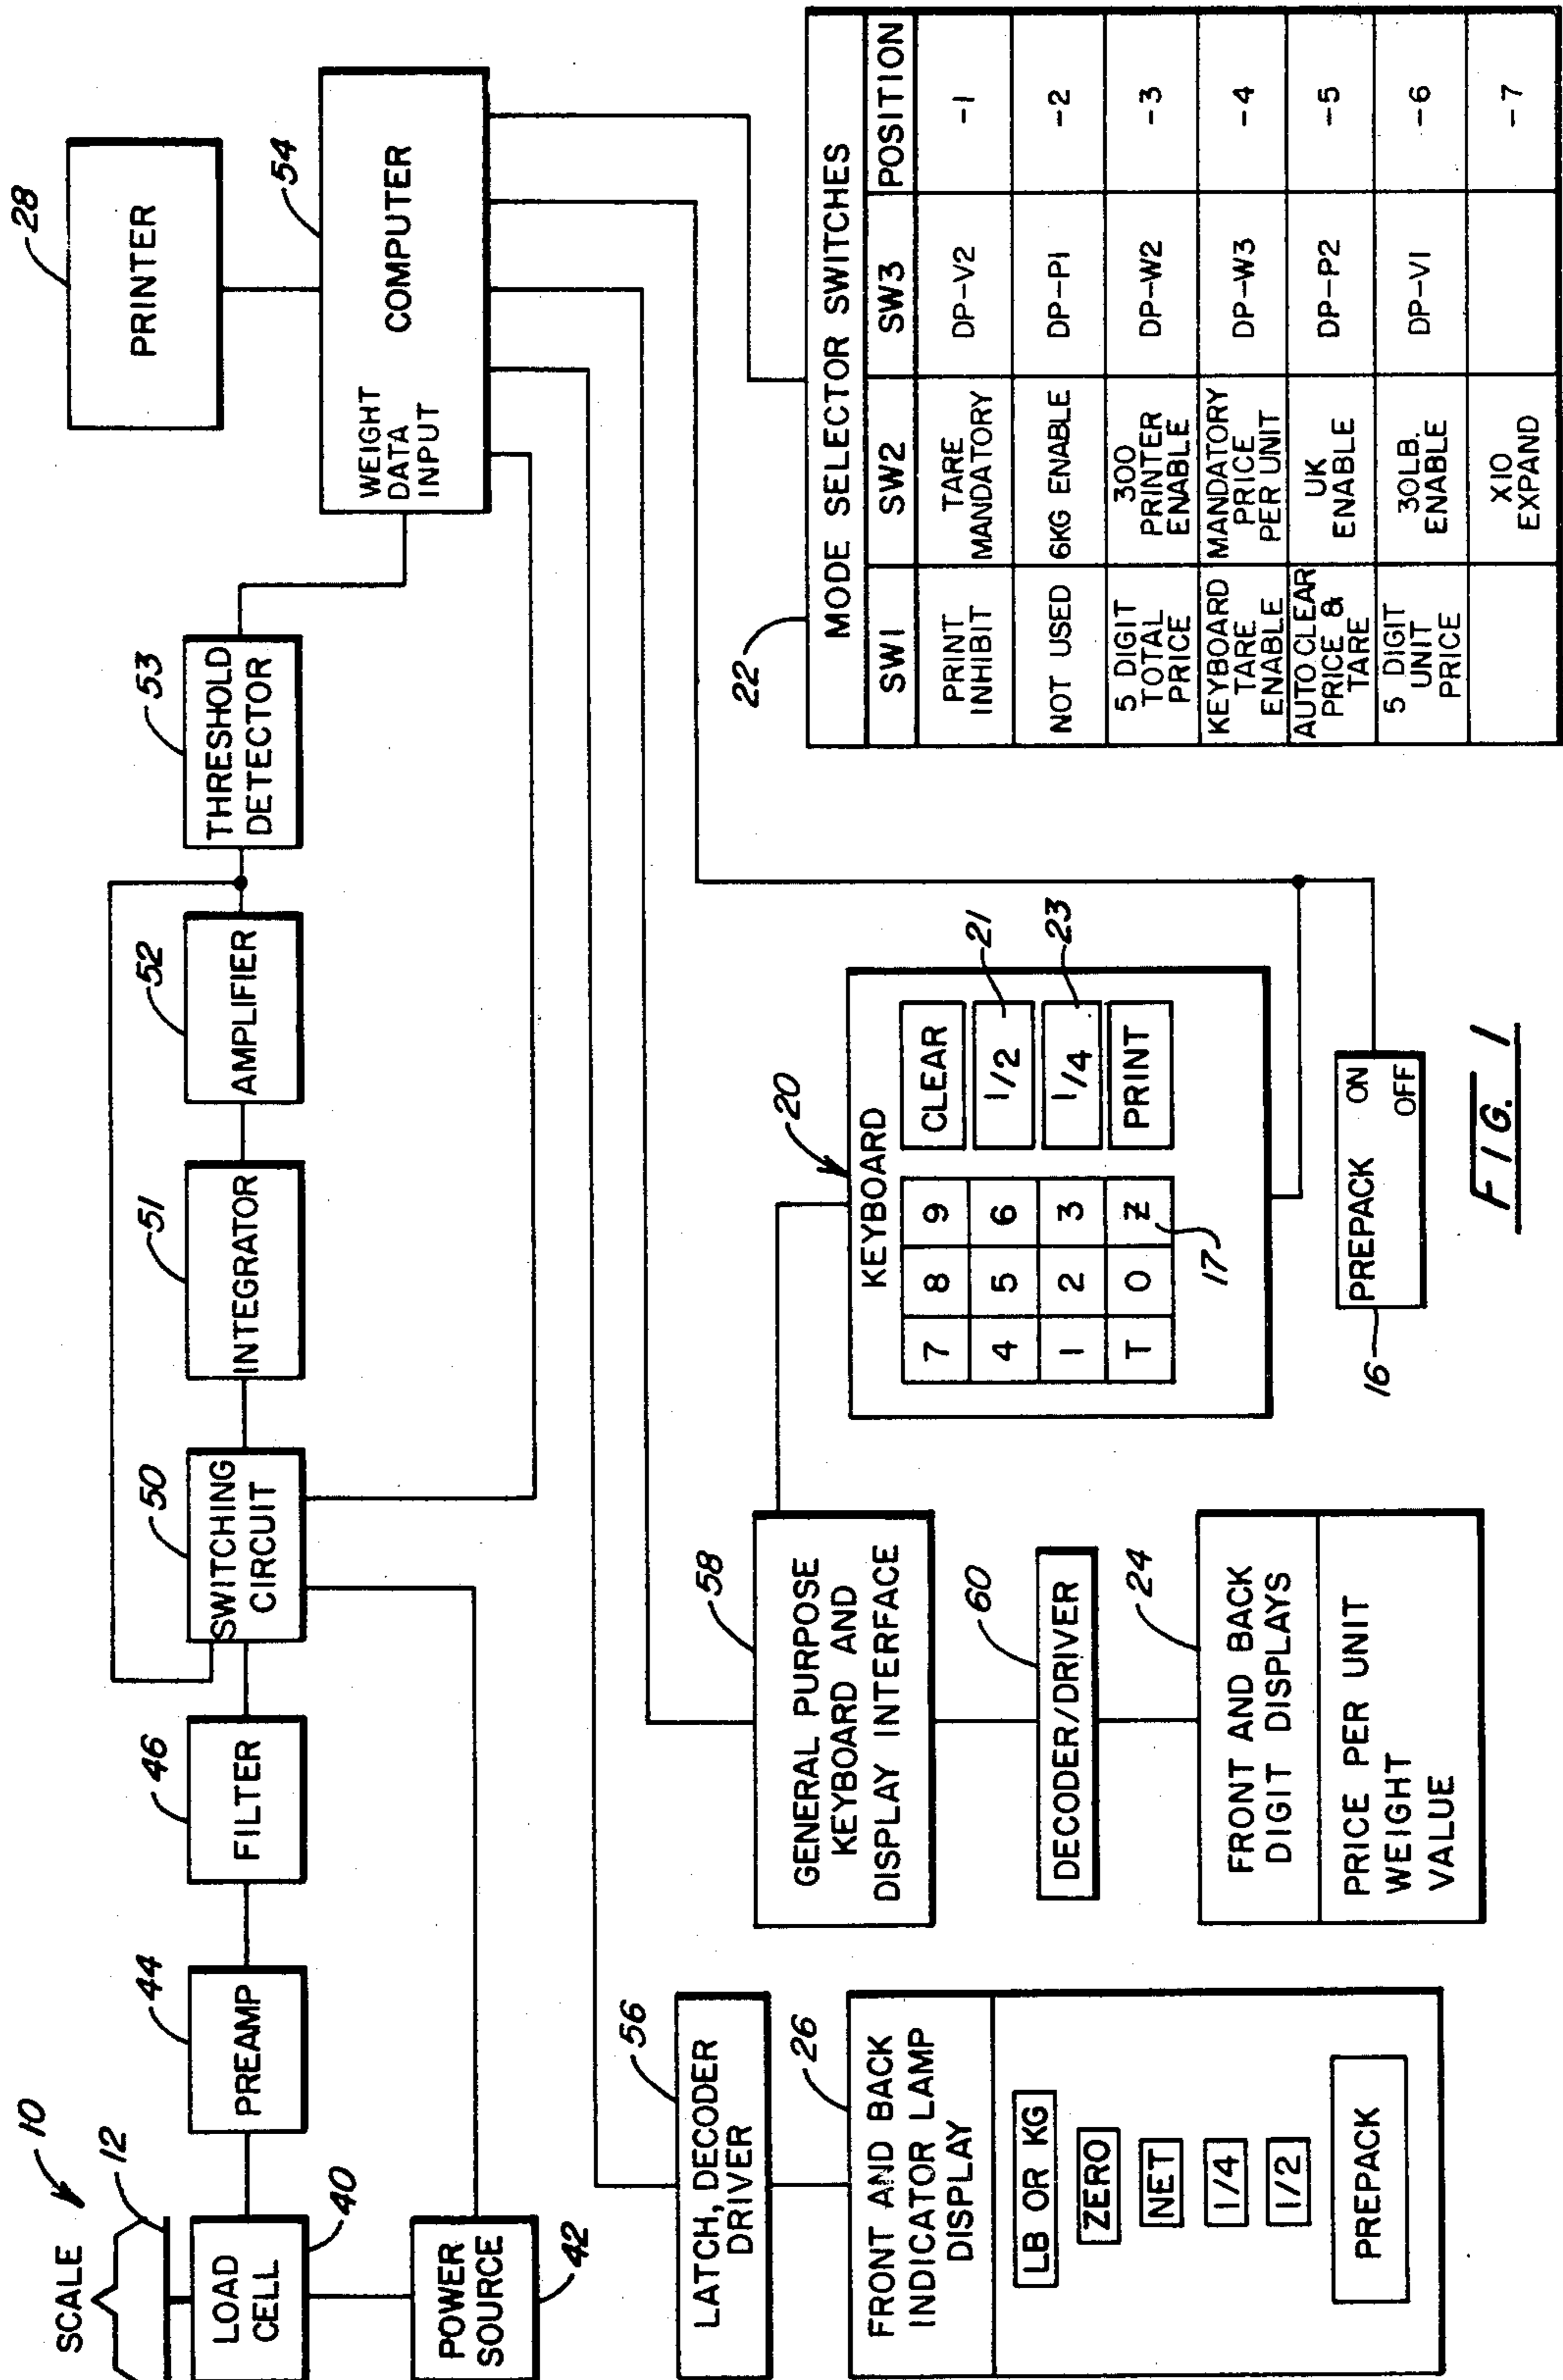 SCALE
10
12
LOAD
CELL
40
POWER
SOURCE
42
PREAMP
44
FILTER
46
SWITCHING
CIRCUIT
50
INTEGRATOR
51
AMPLIFIER
52
THRESHOLD
DETECTOR
53
WEIGHT
DATA
INPUT
COMPUTER
54
PRINTER
28
LATCH, DECODER
DRIVER
56
FRONT AND BACK
INDICATOR LAMP
DISPLAY
26
LB OR KG
ZERO
NET
1/4
1/2
PREPACK
GENERAL PURPOSE
KEYBOARD AND
DISPLAY INTERFACE
58
DECODER/DRIVER
60
FRONT AND BACK
DIGIT DISPLAYS
24
PRICE PER UNIT
WEIGHT
VALUE
KEYBOARD
20
7 8 9 CLEAR
4 5 6 1/2
21
1 2 3 1/4
23
T 0 Z PRINT
17
PREPACK ON
OFF
16
22
MODE SELECTOR SWITCHES
SW1 SW2 SW3 POSITION
PRINT
INHIBIT
TARE
MANDATORY
DP-V2
-1
NOT USED
6KG ENABLE
DP-P1
-2
5 DIGIT
TOTAL
PRICE
300
PRINTER
ENABLE
DP-W2
-3
KEYBOARD
TARE
ENABLE
MANDATORY
PRICE
PER UNIT
DP-W3
-4
AUTO CLEAR
PRICE &
TARE
UK
ENABLE
DP-P2
-5
5 DIGIT
UNIT
PRICE
30LB.
ENABLE
DP-V1
-6
X10
EXPAND
-7
FIG. 1